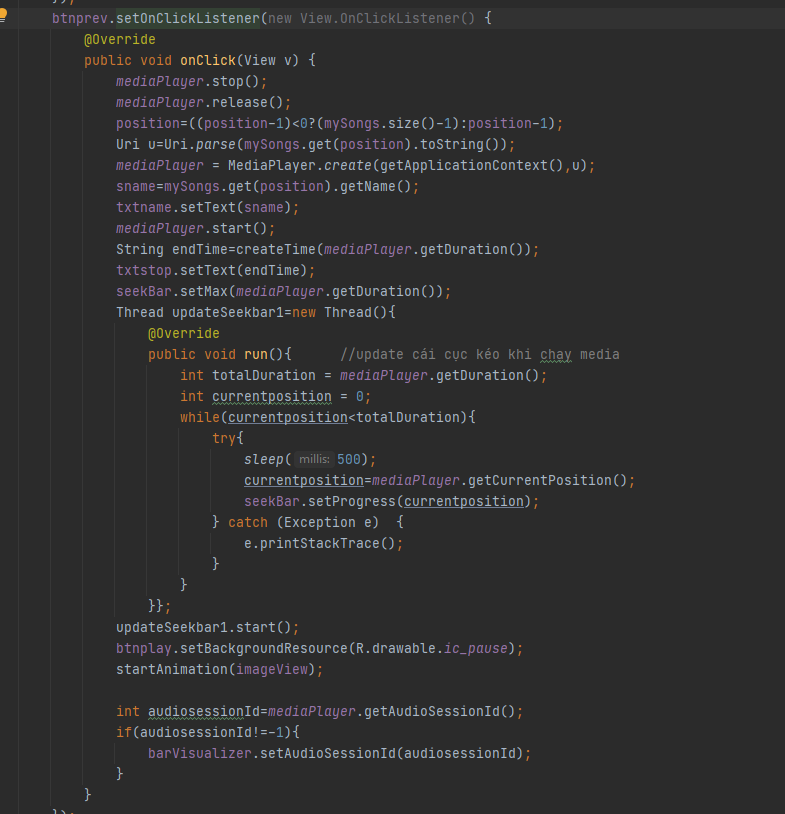 });
btnprev.setOnClickListener(new View.OnClickListener() {
@Override
public void onClick(View v) {
mediaPlayer.stop();
mediaPlayer.release();
position=((position-1)<0?(mySongs.size()-1):position-1);
Uri u=Uri.parse(mySongs.get(position).toString());
mediaPlayer = MediaPlayer.create(getApplicationContext(),u);
sname=mySongs.get(position).getName();
txtname.setText(sname);
mediaPlayer.start();
String endTime=createTime(mediaPlayer.getDuration());
txtstop.setText(endTime);
seekBar.setMax(mediaPlayer.getDuration());
Thread updateSeekbar1=new Thread(){
@Override
public void run(){ //update cái cục kéo khi chạy media
int totalDuration = mediaPlayer.getDuration();
int currentposition = 0;
while(currentposition<totalDuration){
try{
sleep( millis: 500);
currentposition=mediaPlayer.getCurrentPosition();
seekBar.setProgress(currentposition);
} catch (Exception e) {
e.printStackTrace();
}
}
}};
updateSeekbar1.start();
btnplay.setBackgroundResource(R.drawable.ic_pause);
startAnimation(imageView);
int audiosessionId=mediaPlayer.getAudioSessionId();
if(audiosessionId!=-1){
barVisualizer.setAudioSessionId(audiosessionId);
}
}
});